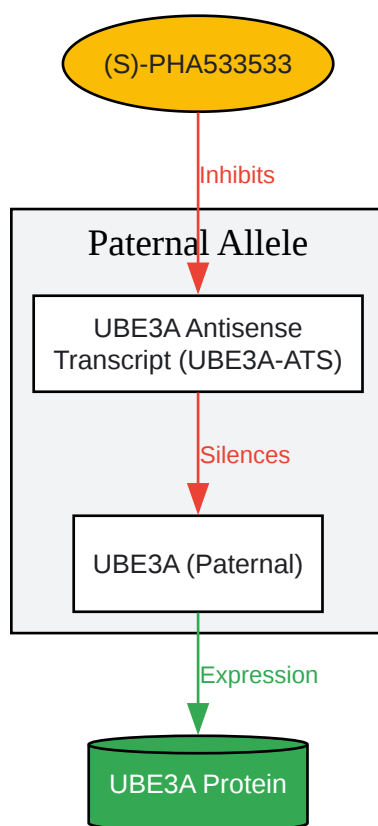 (S)-PHA533533
Inhibits
Paternal Allele
UBE3A Antisense
Transcript (UBE3A-ATS)
Silences
UBE3A (Paternal)
Expression
UBE3A Protein